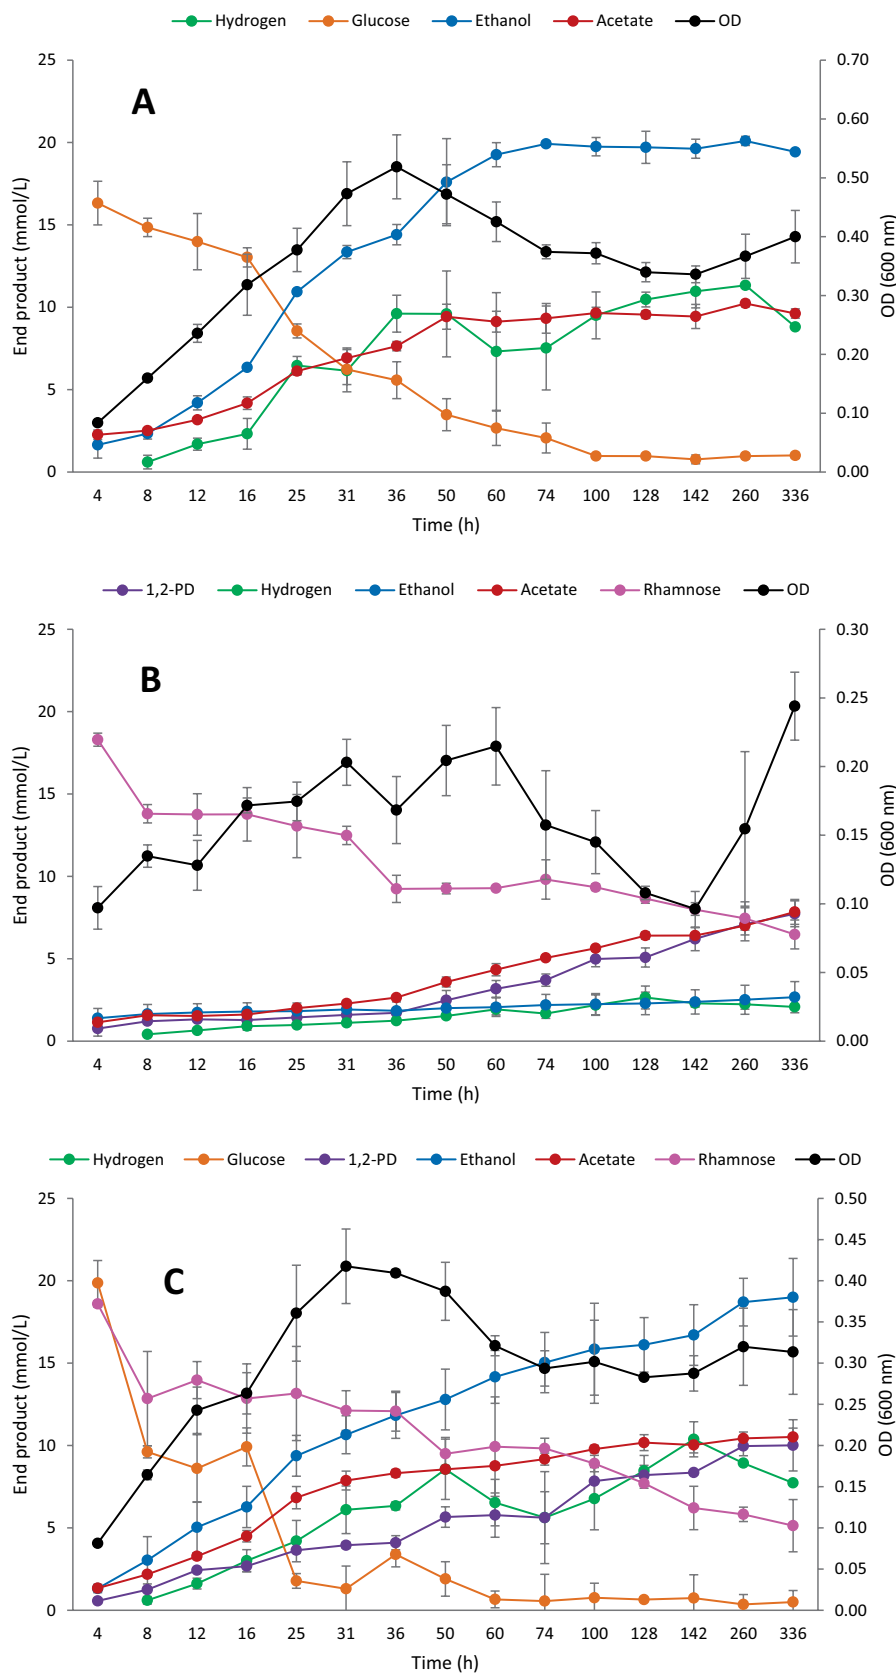 Hydrogen Glucose Ethanol Acetate OD
25 0.70
20 0.60
15 0.50
10 0.40
5 0.30
0 0.20
0.10
0.00
A
End product (mmol/L)
OD (600 nm)
4 8 12 16 25 31 36 50 60 74 100 128 142 260 336
Time (h)
1,2-PD Hydrogen Ethanol Acetate Rhamnose OD
25 0.30
20 0.25
15 0.20
10 0.15
5 0.10
0 0.05
0.00
B
End product (mmol/L)
OD (600 nm)
4 8 12 16 25 31 36 50 60 74 100 128 142 260 336
Time (h)
Hydrogen Glucose 1,2-PD Ethanol Acetate Rhamnose OD
25 0.50
20 0.45
15 0.40
10 0.35
5 0.30
0 0.25
0.20
0.15
0.10
0.05
0.00
C
End product (mmol/L)
OD (600 nm)
4 8 12 16 25 31 36 50 60 74 100 128 142 260 336
Time (h)